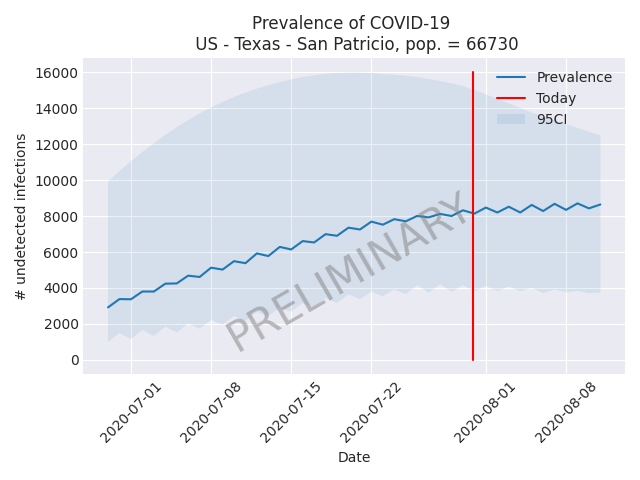 Prevalence of COVID-19
US - Texas - San Patricio, pop. = 66730
16000
14000
12000
10000
8000
6000
4000
2000
0
# undetected infections
Prevalence
Today
95CI
PRELIMINARY
2020-07-01
2020-07-08
2020-07-15
2020-07-22
2020-08-01
2020-08-08
Date